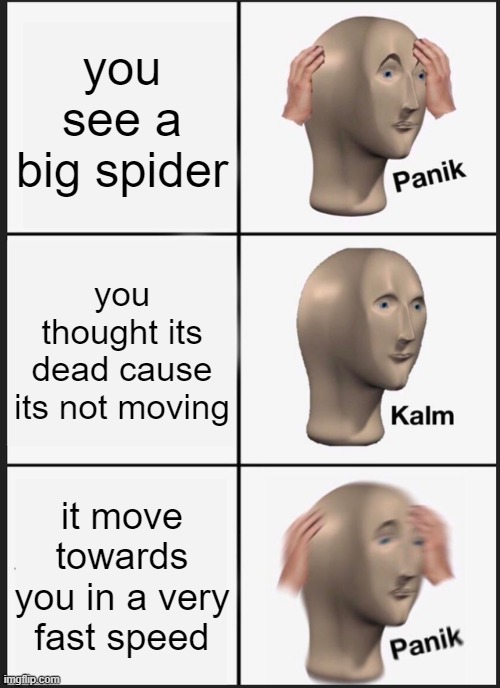 you
see a
big spider
Panik
you
thought its
dead cause
its not moving
Kalm
it move
towards
you in a very
fast speed
Panik
imgflip.com